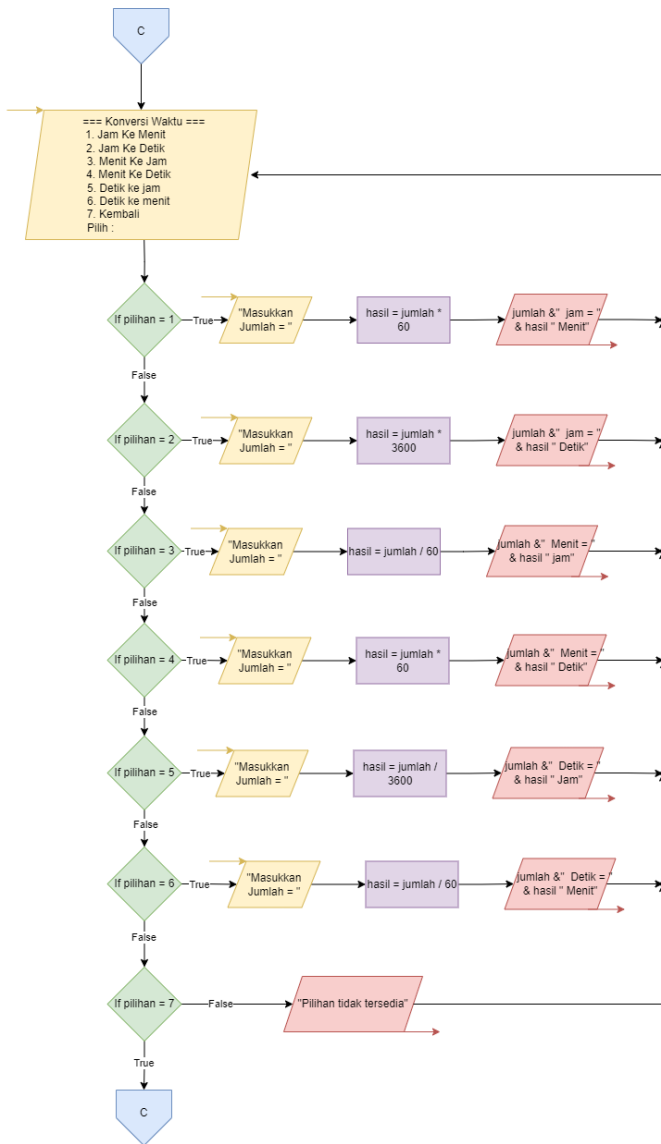 C
=== Konversi Waktu ===
1. Jam Ke Menit
2. Jam Ke Detik
3. Menit Ke Jam
4. Menit Ke Detik
5. Detik ke jam
6. Detik ke menit
7. Kembali
Pilih :
If pilihan = 1
True
"Masukkan
Jumlah = "
hasil = jumlah *
60
jumlah &"  jam = "
& hasil " Menit"
False
If pilihan = 2
True
"Masukkan
Jumlah = "
hasil = jumlah *
3600
jumlah &"  jam = "
& hasil " Detik"
False
If pilihan = 3
True
"Masukkan
Jumlah = "
hasil = jumlah / 60
jumlah &"  Menit = "
& hasil " jam"
False
If pilihan = 4
True
"Masukkan
Jumlah = "
hasil = jumlah *
60
jumlah &"  Menit = "
& hasil " Detik"
False
If pilihan = 5
True
"Masukkan
Jumlah = "
hasil = jumlah /
3600
jumlah &"  Detik = "
& hasil " Jam"
False
If pilihan = 6
True
"Masukkan
Jumlah = "
hasil = jumlah / 60
jumlah &"  Detik = "
& hasil " Menit"
False
If pilihan = 7
False
"Pilihan tidak tersedia"
True
C